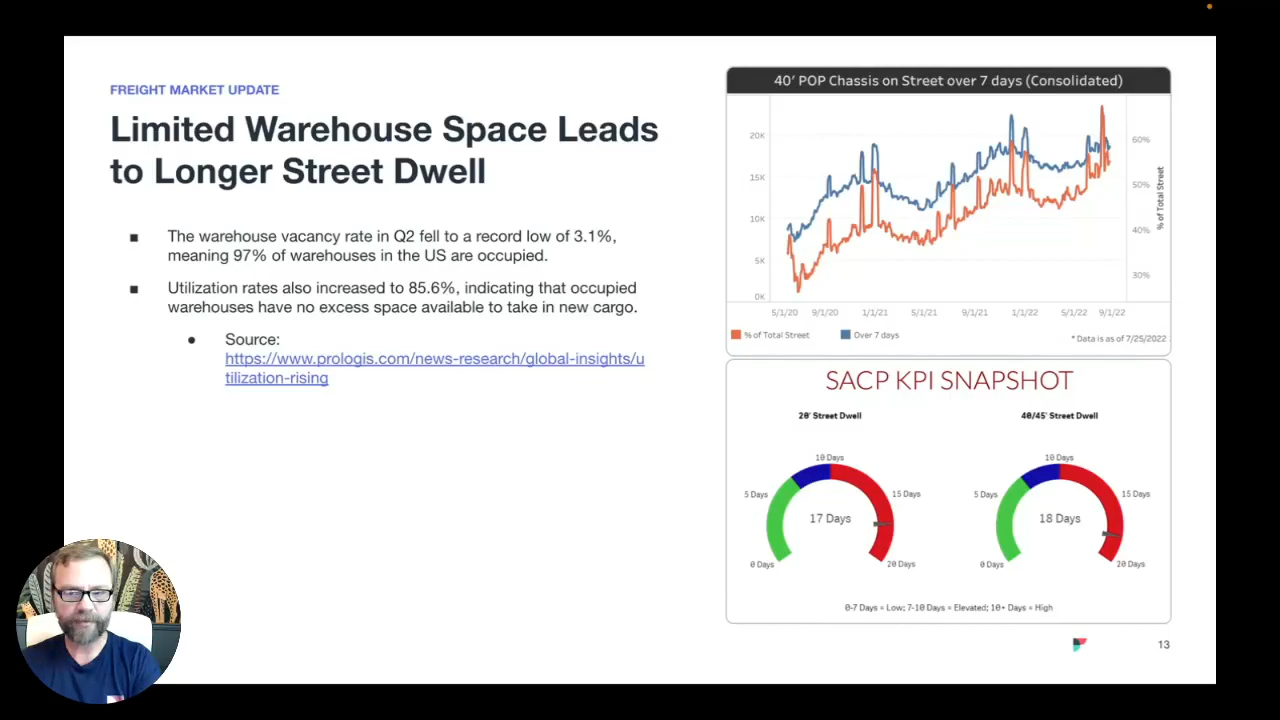 FREIGHT MARKET UPDATE
Limited Warehouse Space Leads
to Longer Street Dwell
■ The warehouse vacancy rate in Q2 fell to a record low of 3.1%,
meaning 97% of warehouses in the US are occupied.
■ Utilization rates also increased to 85.6%, indicating that occupied
warehouses have no excess space available to take in new cargo.
● Source:
https://www.prologis.com/news-research/global-insights/u
tilization-rising
40′ POP Chassis on Street over 7 days (Consolidated)
20K
15K
10K
5K
0K
60%
50%
40%
30%
% of Total Street
5/1/20 9/1/20 1/1/21 5/1/21 9/1/21 1/1/22 5/1/22 9/1/22
% of Total Street Over 7 days
* Data is as of 7/25/2022
SACP KPI SNAPSHOT
20' Street Dwell
10 Days
5 Days
15 Days
17 Days
0 Days
20 Days
40/45' Street Dwell
10 Days
5 Days
15 Days
18 Days
0 Days
20 Days
0-7 Days = Low; 7-10 Days = Elevated; 10+ Days = High
13